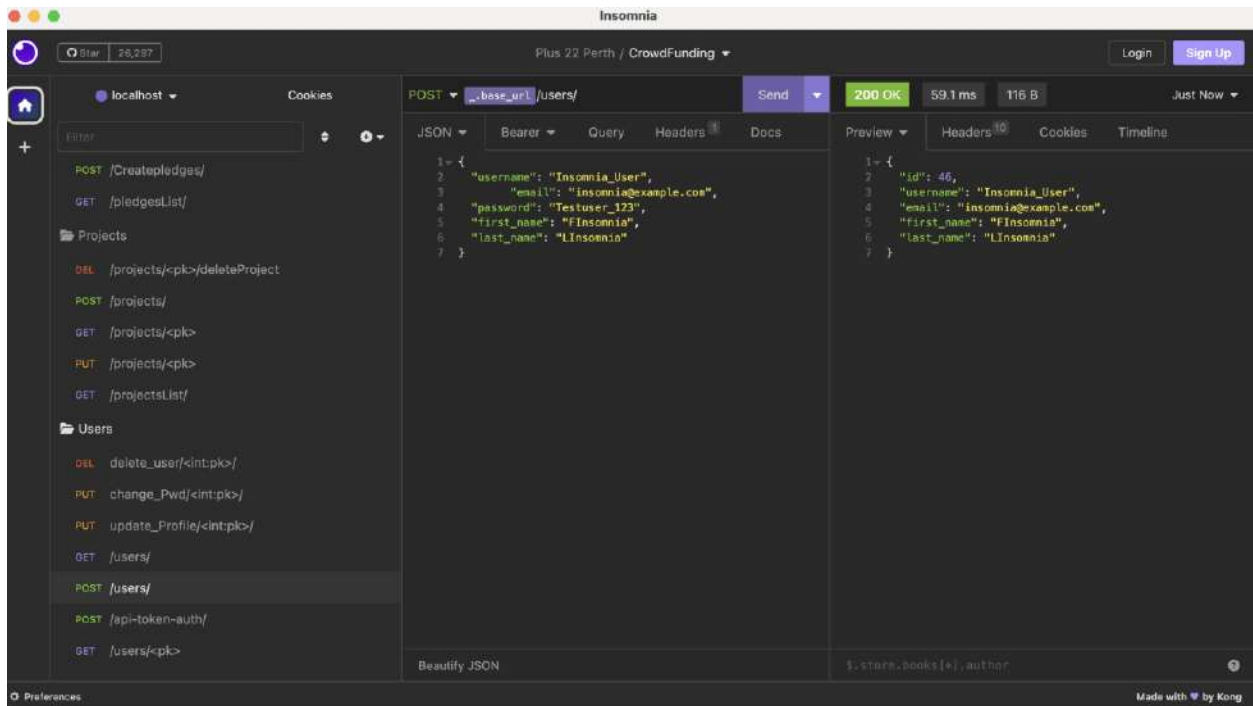 Insomnia
Star 26,297
Plus 22 Perth / CrowdFunding
Login Sign Up
localhost Cookies
Filter
POST /Createpledges/
GET /pledgesList/
Projects
DEL /projects/<pk>/deleteProject
POST /projects/
GET /projects/<pk>
PUT /projects/<pk>
GET /projectsList/
Users
DEL delete_user/<int:pk>/
PUT change_Pwd/<int:pk>/
PUT update_Profile/<int:pk>/
GET /users/
POST /users/
POST /api-token-auth/
GET /users/<pk>
POST _.base_url /users/ Send
JSON Bearer Query Headers 1 Docs
1 {
2 "username": "Insomnia_User",
3 "email": "insomnia@example.com",
4 "password": "Testuser_123",
5 "first_name": "FInsomnia",
6 "last_name": "LInsomnia"
7 }
Beautify JSON
200 OK 59.1 ms 116 B Just Now
Preview Headers 10 Cookies Timeline
1 {
2 "id": 46,
3 "username": "Insomnia_User",
4 "email": "insomnia@example.com",
5 "first_name": "FInsomnia",
6 "last_name": "LInsomnia"
7 }
$.store.books[*].author
Preferences
Made with by Kong